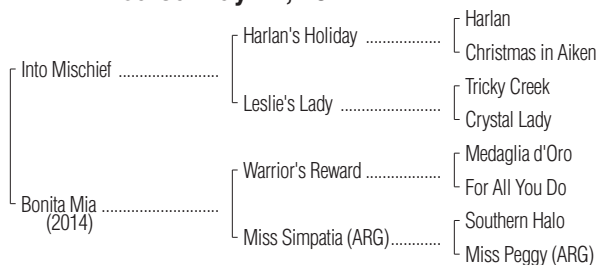 Harlan
Harlan's Holiday ..................
Christmas in Aiken
Into Mischief ........................
Tricky Creek
Leslie's Lady ........................
Crystal Lady
Medaglia d'Oro
Warrior's Reward ..................
For All You Do
Bonita Mia ............................
(2014)
Southern Halo
Miss Simpatia (ARG)............
Miss Peggy (ARG)